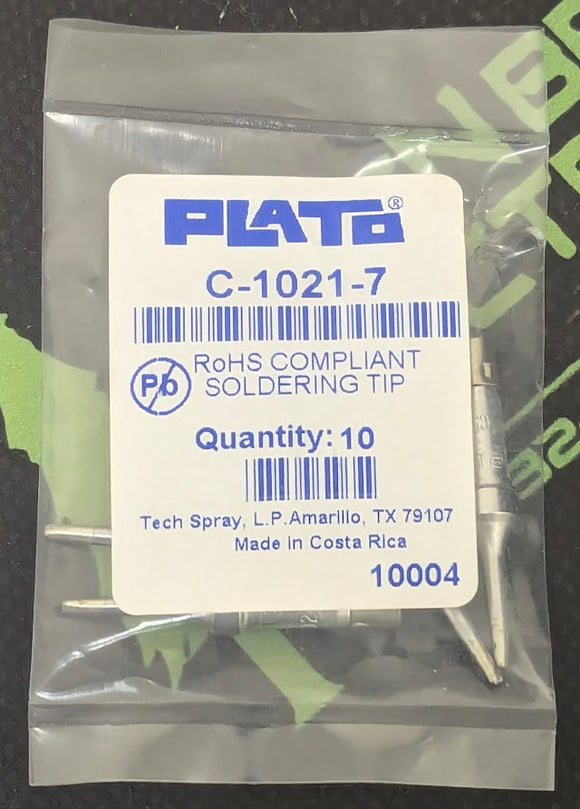 PLATO®
C-1021-7
Pb
RoHS COMPLIANT
SOLDERING TIP
Quantity: 10
Tech Spray, L.P.Amarillo, TX 79107
Made in Costa Rica
10004